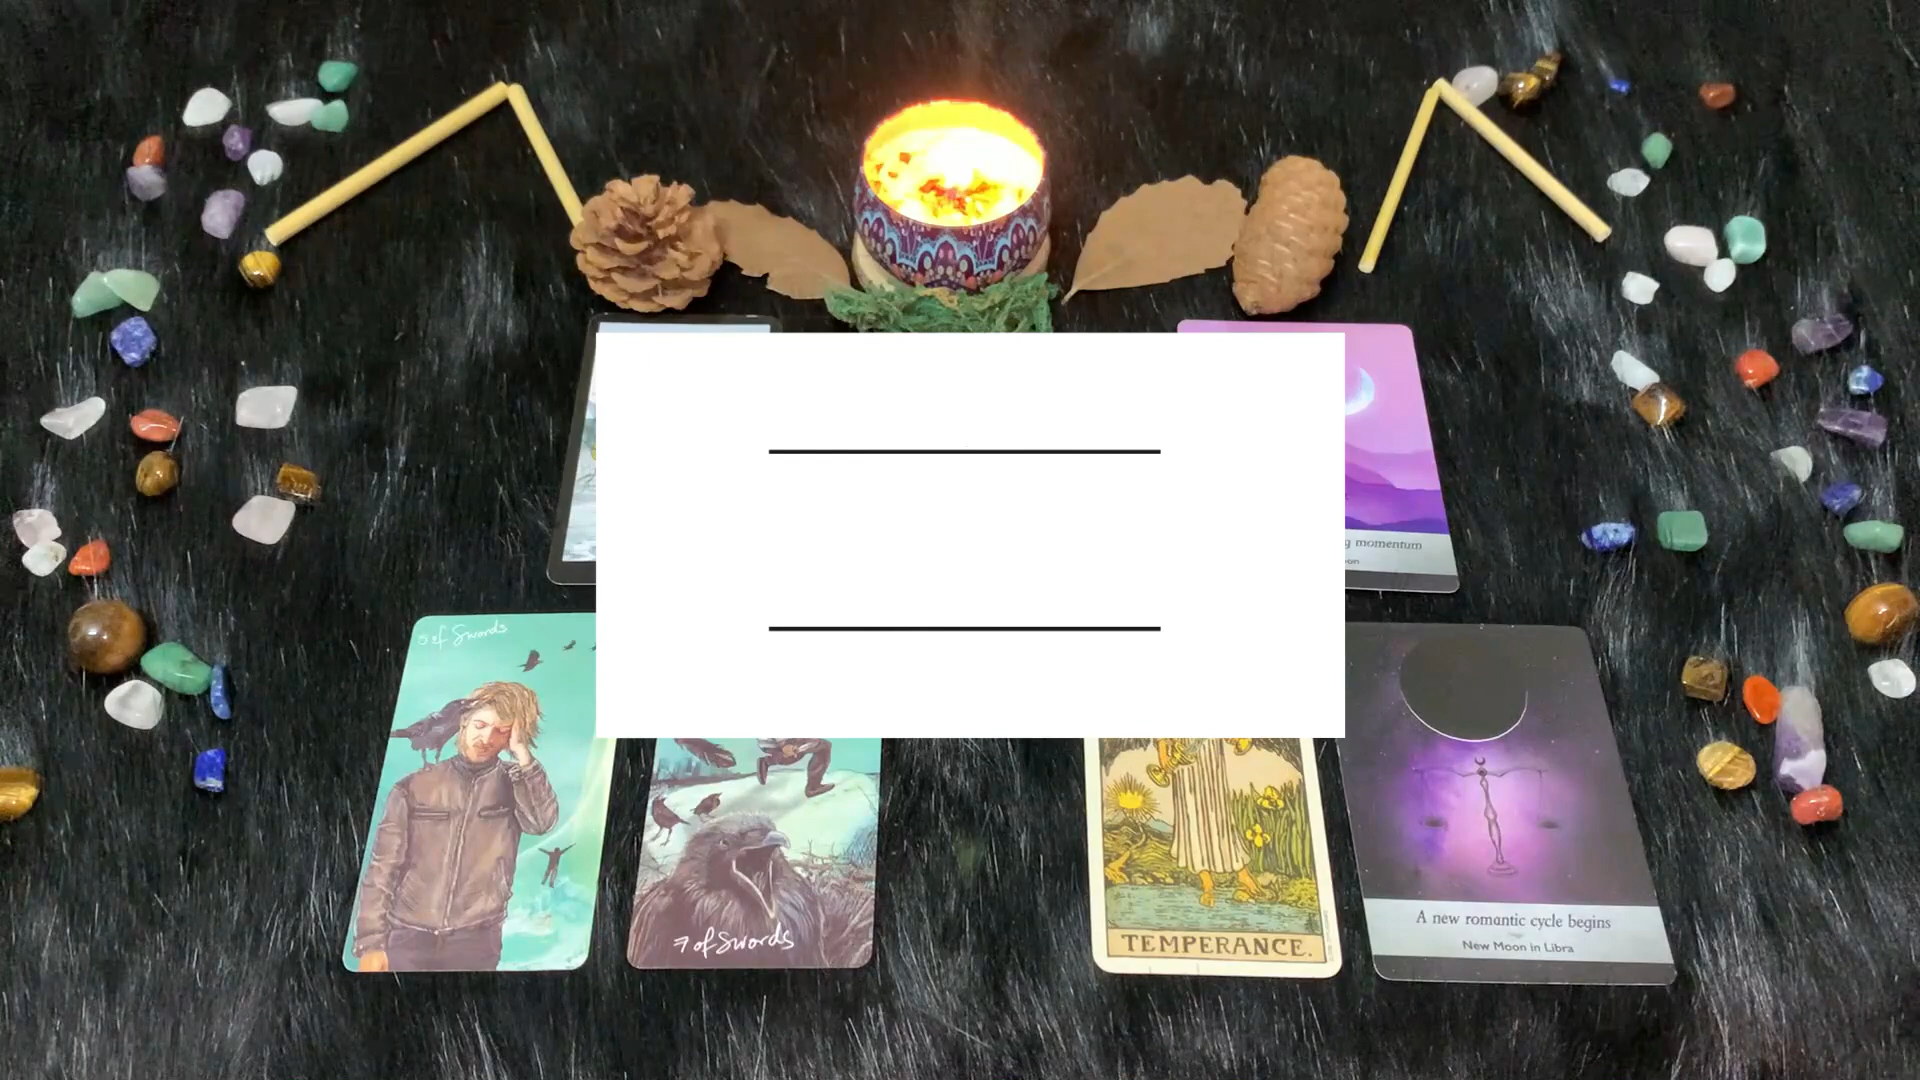 g momentum
5 of Swords
7 of Swords
TEMPERANCE.
A new romantic cycle begins
New Moon in Libra